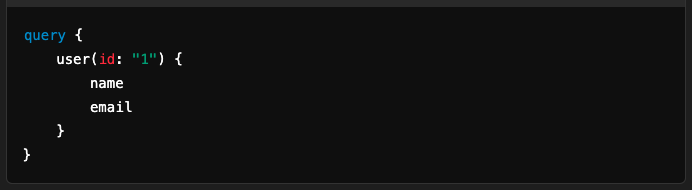 query {
    user(id: "1") {
        name
        email
    }
}